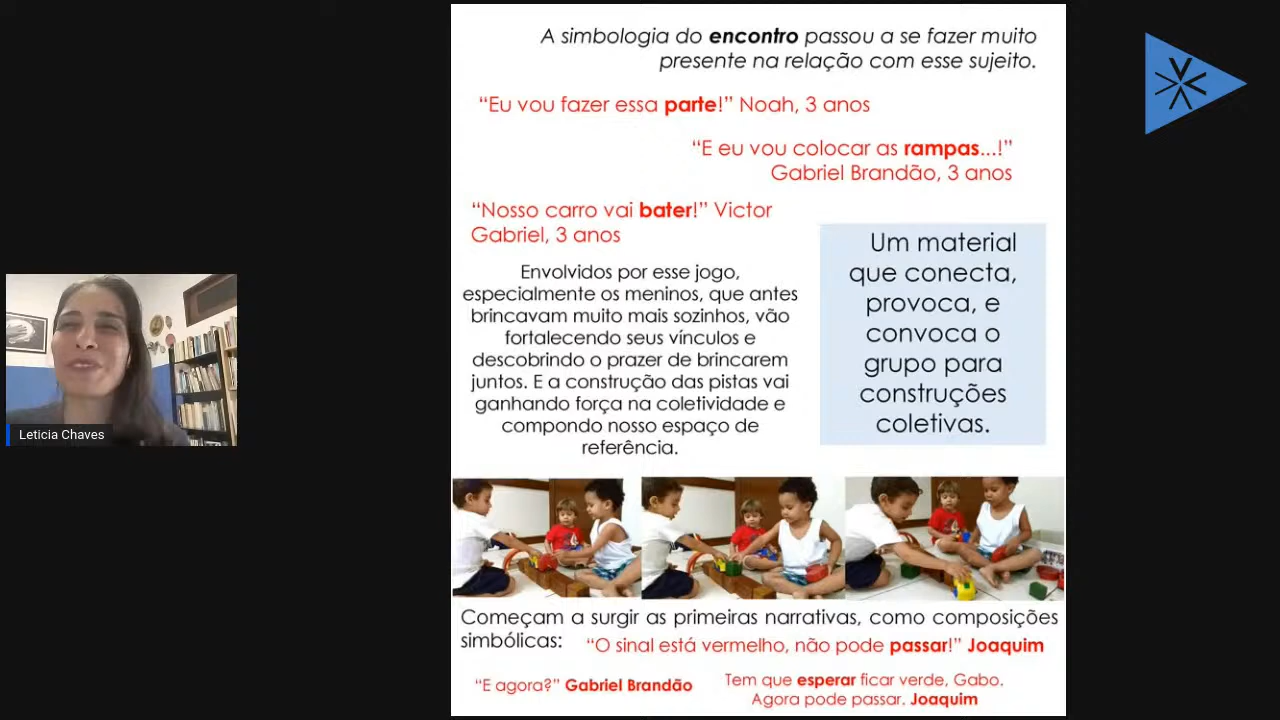 A simbologia do encontro passou a se fazer muito
presente na relação com esse sujeito.
“Eu vou fazer essa parte!” Noah, 3 anos
“E eu vou colocar as rampas...!”
Gabriel Brandão, 3 anos
“Nosso carro vai bater!” Victor
Gabriel, 3 anos
Envolvidos por esse jogo,
especialmente os meninos, que antes
brincavam muito mais sozinhos, vão
fortalecendo seus vínculos e
descobrindo o prazer de brincarem
juntos. E a construção das pistas vai
ganhando força na coletividade e
compondo nosso espaço de
referência.
Um material
que conecta,
provoca, e
convoca o
grupo para
construções
coletivas.
Começam a surgir as primeiras narrativas, como composições
simbólicas:
“O sinal está vermelho, não pode passar!” Joaquim
“E agora?” Gabriel Brandão
Tem que esperar ficar verde, Gabo.
Agora pode passar. Joaquim
Leticia Chaves